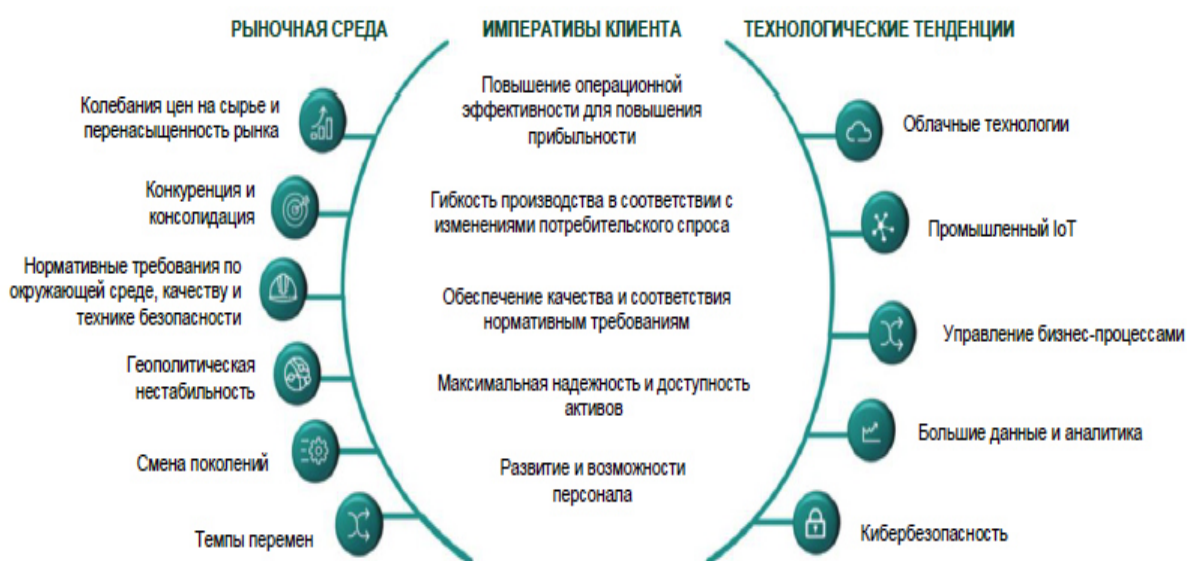 РЫНОЧНАЯ СРЕДА
Колебания цен на сырье и
перенасыщенность рынка
Конкуренция и
консолидация
Нормативные требования по
окружающей среде, качеству и
технике безопасности
Геополитическая
нестабильность
Смена поколений
Темпы перемен
ИМПЕРАТИВЫ КЛИЕНТА
Повышение операционной
эффективности для повышения
прибыльности
Гибкость производства в соответствии с
изменениями потребительского спроса
Обеспечение качества и соответствия
нормативным требованиям
Максимальная надежность и доступность
активов
Развитие и возможности
персонала
ТЕХНОЛОГИЧЕСКИЕ ТЕНДЕНЦИИ
Облачные технологии
Промышленный IoT
Управление бизнес-процессами
Большие данные и аналитика
Кибербезопасность